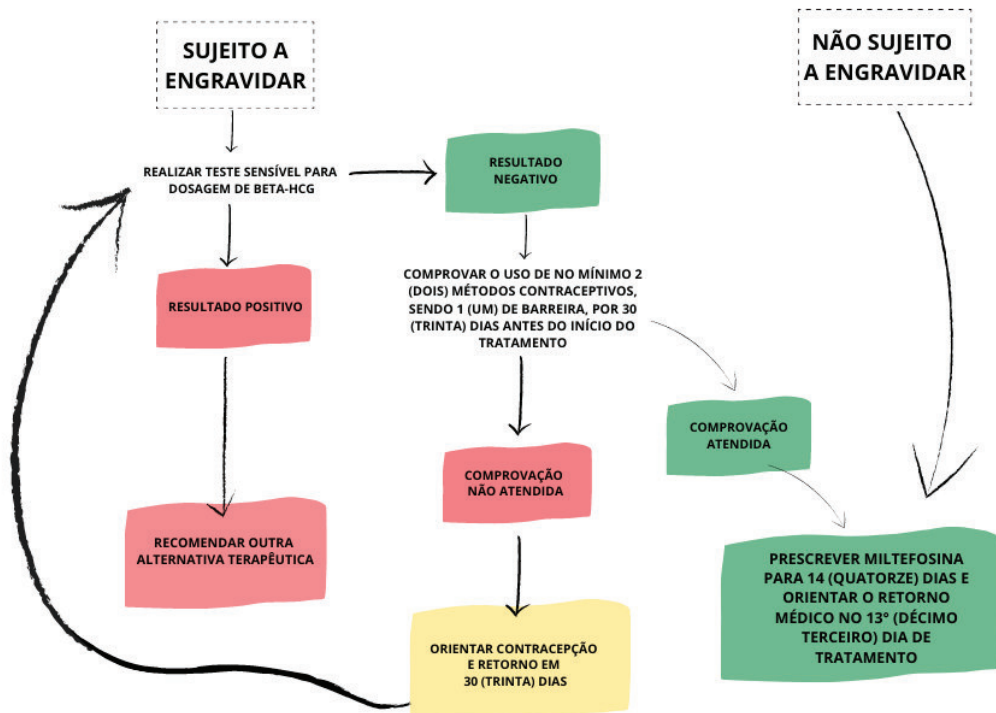 SUJEITO A
ENGRAVIDAR
NÃO SUJEITO
A ENGRAVIDAR
REALIZAR TESTE SENSÍVEL PARA
DOSAGEM DE BETA-HCG
RESULTADO
NEGATIVO
RESULTADO POSITIVO
COMPROVAR O USO DE NO MÍNIMO 2
(DOIS) MÉTODOS CONTRACEPTIVOS,
SENDO 1 (UM) DE BARREIRA, POR 30
(TRINTA) DIAS ANTES DO INÍCIO DO
TRATAMENTO
COMPROVAÇÃO
ATENDIDA
COMPROVAÇÃO
NÃO ATENDIDA
RECOMENDAR OUTRA
ALTERNATIVA TERAPÊUTICA
PRESCREVER MILTEFOSINA
PARA 14 (QUATORZE) DIAS E
ORIENTAR O RETORNO
MÉDICO NO 13º (DÉCIMO
TERCEIRO) DIA DE
TRATAMENTO
ORIENTAR CONTRACEPÇÃO
E RETORNO EM
30 (TRINTA) DIAS